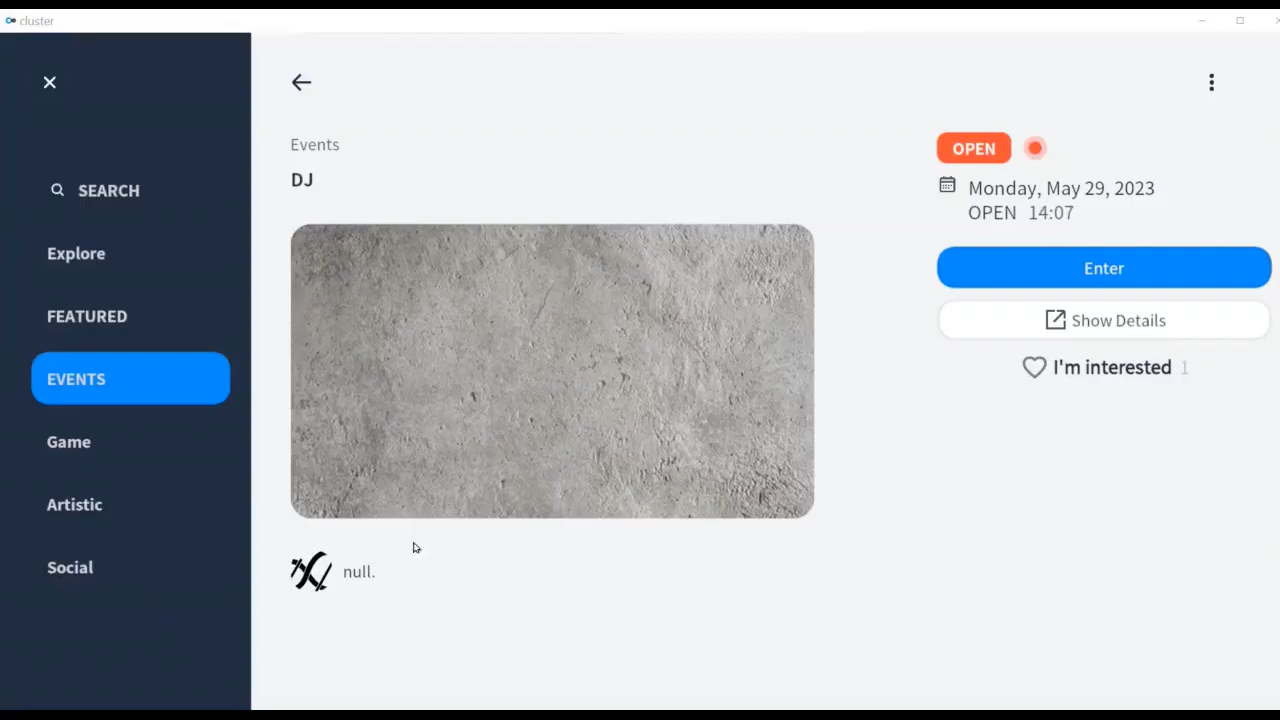 cluster
SEARCH
Explore
FEATURED
EVENTS
Game
Artistic
Social
Events
DJ
null.
OPEN
Monday, May 29, 2023
OPEN 14:07
Enter
Show Details
I'm interested 1